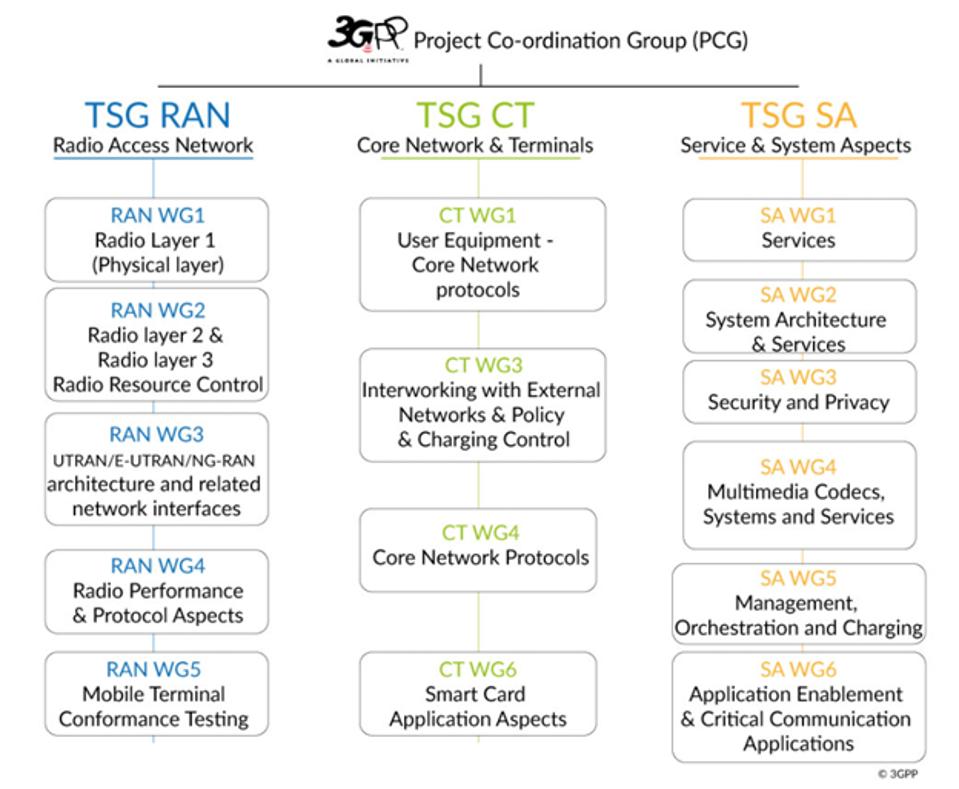 3GPP
A GLOBAL INITIATIVE
Project Co-ordination Group (PCG)
TSG RAN
Radio Access Network
RAN WG1
Radio Layer 1
(Physical layer)
RAN WG2
Radio layer 2 &
Radio layer 3
Radio Resource Control
RAN WG3
UTRAN/E-UTRAN/NG-RAN
architecture and related
network interfaces
RAN WG4
Radio Performance
& Protocol Aspects
RAN WG5
Mobile Terminal
Conformance Testing
TSG CT
Core Network & Terminals
CT WG1
User Equipment -
Core Network
protocols
CT WG3
Interworking with External
Networks & Policy
& Charging Control
CT WG4
Core Network Protocols
CT WG6
Smart Card
Application Aspects
TSG SA
Service & System Aspects
SA WG1
Services
SA WG2
System Architecture
& Services
SA WG3
Security and Privacy
SA WG4
Multimedia Codecs,
Systems and Services
SA WG5
Management,
Orchestration and Charging
SA WG6
Application Enablement
& Critical Communication
Applications
© 3GPP